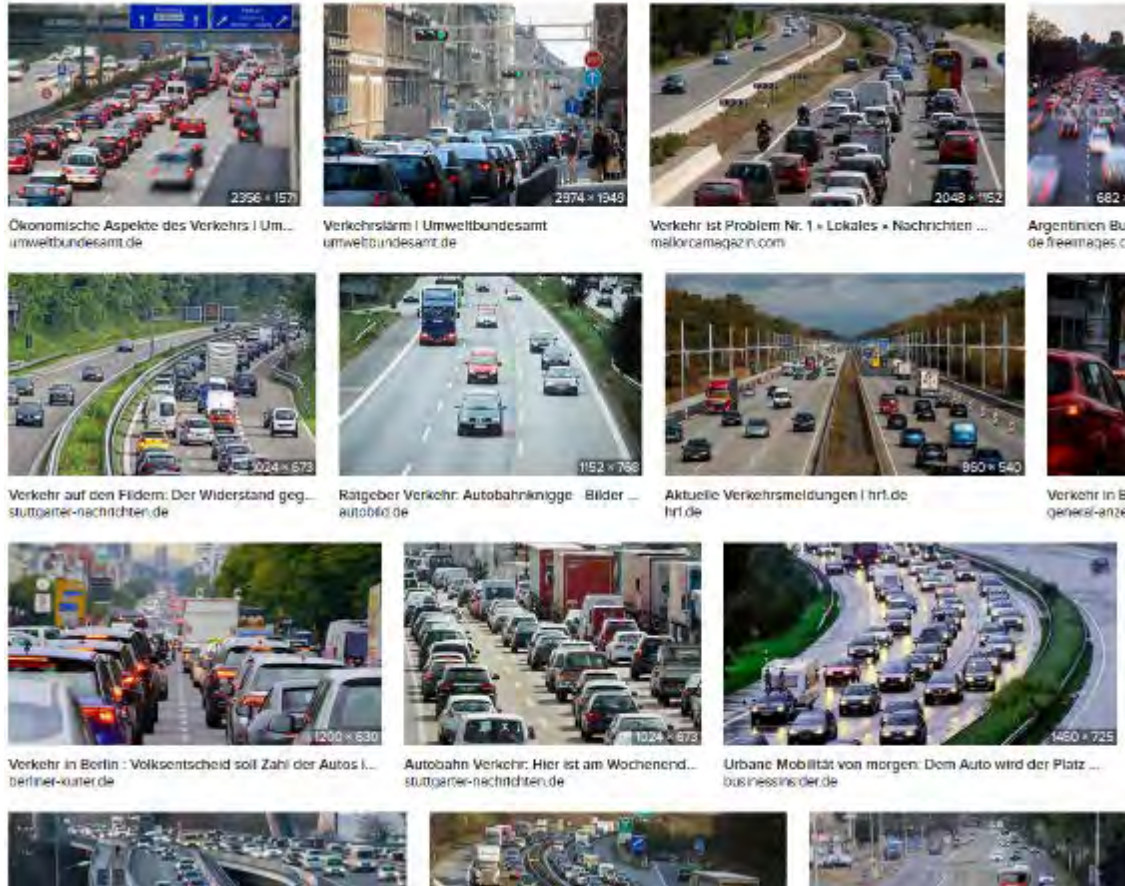 2356 × 1571
2974 × 1949
2048 × 1152
682 ×
Ökonomische Aspekte des Verkehrs | Um...
Verkehrslärm | Umweltbundesamt
Verkehr ist Problem Nr. 1 » Lokales » Nachrichten ...
Argentinien Bu
umweltbundesamt.de
umweltbundesamt.de
mallorcamagazin.com
de.freeimages.c
1024 × 673
1152 × 768
960 × 540
Verkehr auf den Fildern: Der Widerstand geg...
Ratgeber Verkehr: Autobahnknigge - Bilder ...
Aktuelle Verkehrsmeldungen | hr1.de
Verkehr in B
stuttgarter-nachrichten.de
autobild.de
hr1.de
general-anze
1200 × 630
1024 × 673
1450 × 725
Verkehr in Berlin : Volksentscheid soll Zahl der Autos i...
Autobahn Verkehr: Hier ist am Wochenend...
Urbane Mobilität von morgen: Dem Auto wird der Platz ...
berliner-kurier.de
stuttgarter-nachrichten.de
businessinsider.de